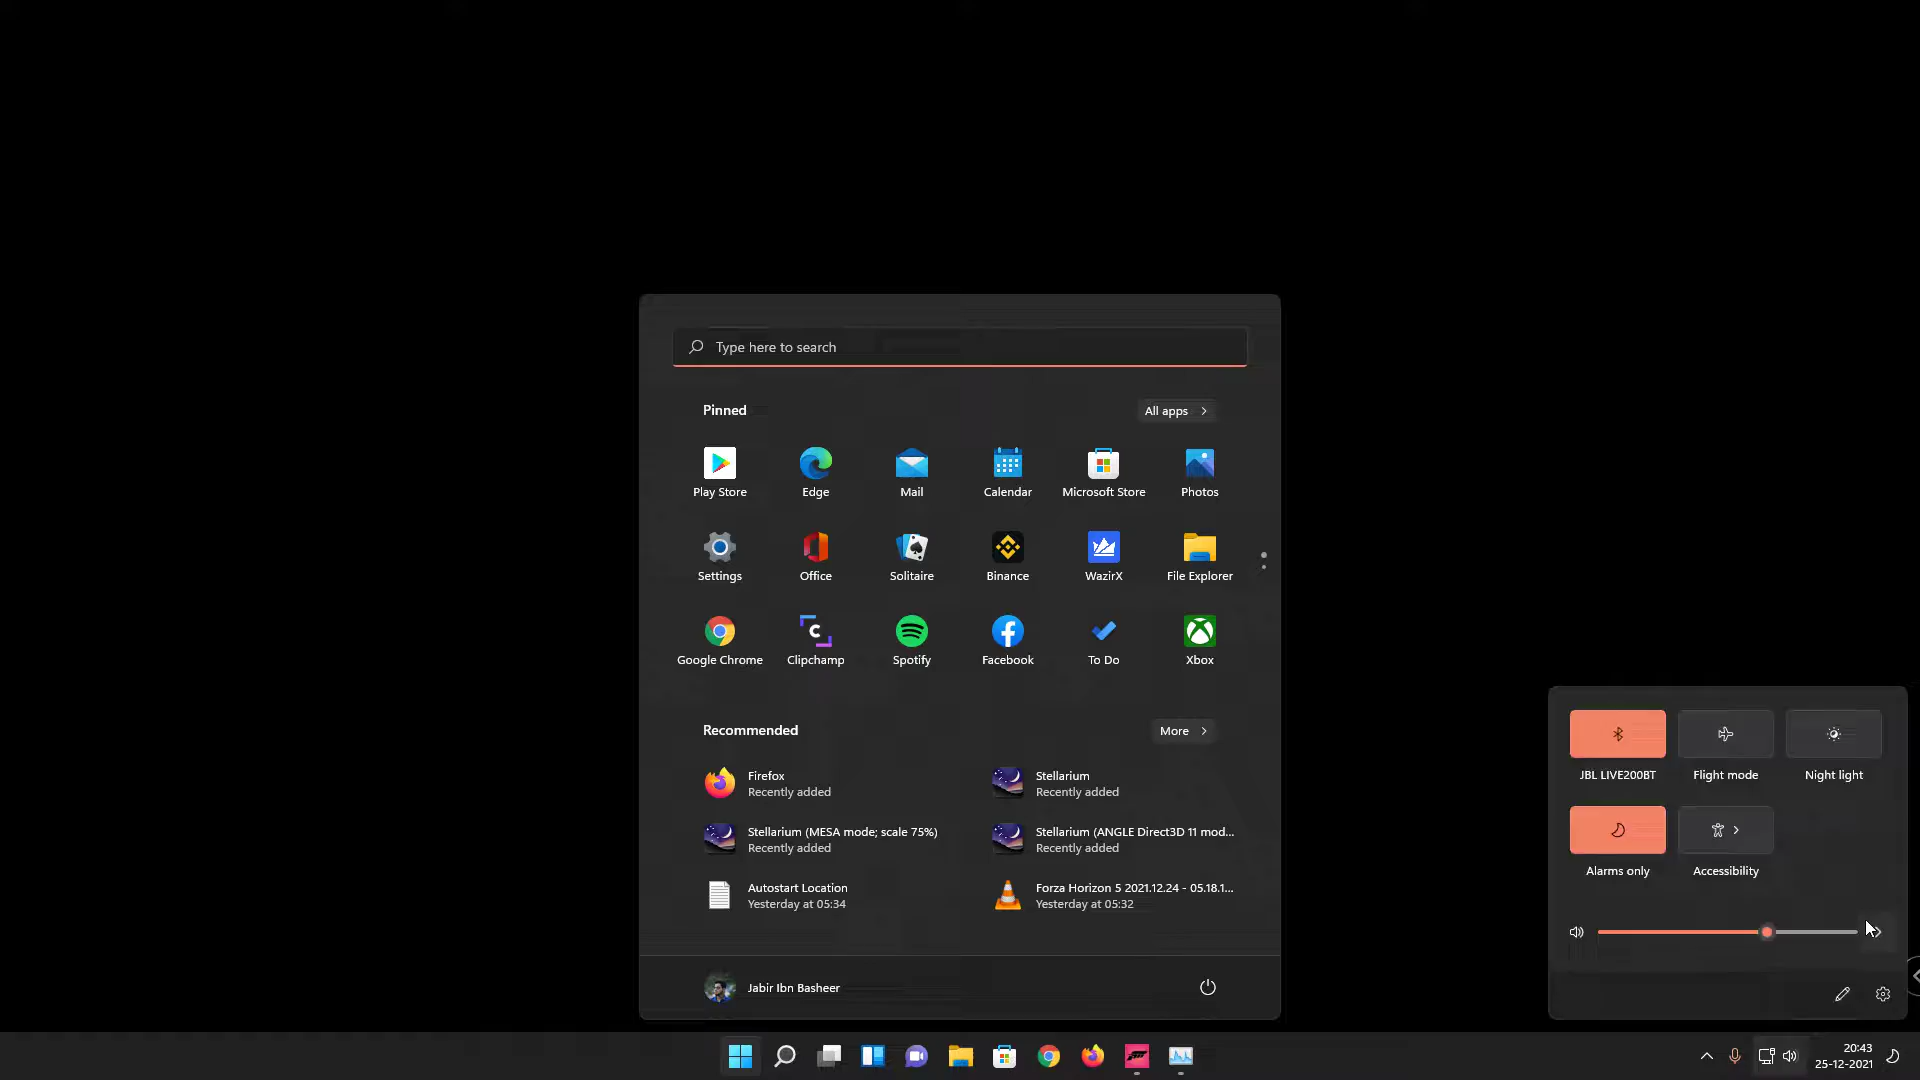 Type here to search
Pinned
All apps
Play Store
Edge
Mail
Calendar
Microsoft Store
Photos
Settings
Office
Solitaire
Binance
WazirX
File Explorer
Google Chrome
Clipchamp
Spotify
Facebook
To Do
Xbox
Recommended
More
Firefox
Recently added
Stellarium
Recently added
Stellarium (MESA mode; scale 75%)
Recently added
Stellarium (ANGLE Direct3D 11 mod...
Recently added
Autostart Location
Yesterday at 05:34
Forza Horizon 5 2021.12.24 - 05.18.1...
Yesterday at 05:32
Jabir Ibn Basheer
JBL LIVE200BT
Flight mode
Night light
Alarms only
Accessibility
20:43
25-12-2021